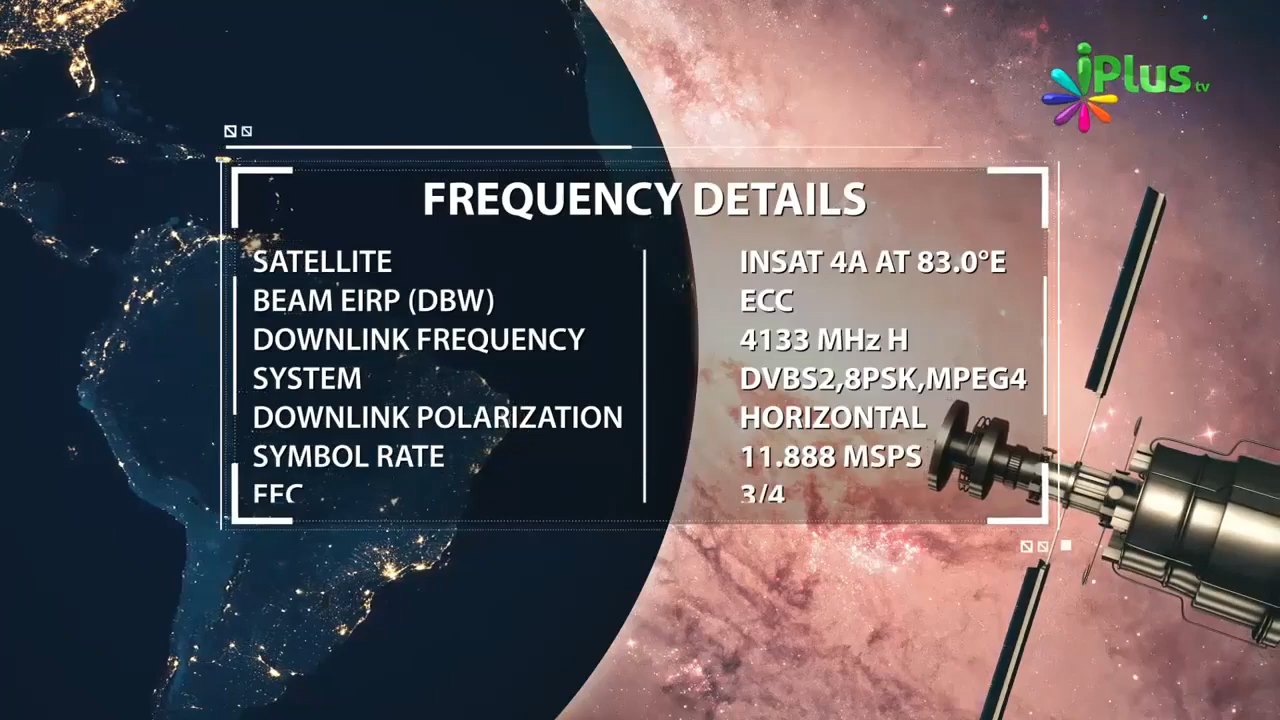 iPlus tv
FREQUENCY DETAILS
SATELLITE INSAT 4A AT 83.0°E
BEAM EIRP (DBW) ECC
DOWNLINK FREQUENCY 4133 MHz H
SYSTEM DVBS2,8PSK,MPEG4
DOWNLINK POLARIZATION HORIZONTAL
SYMBOL RATE 11.888 MSPS
FEC 3/4